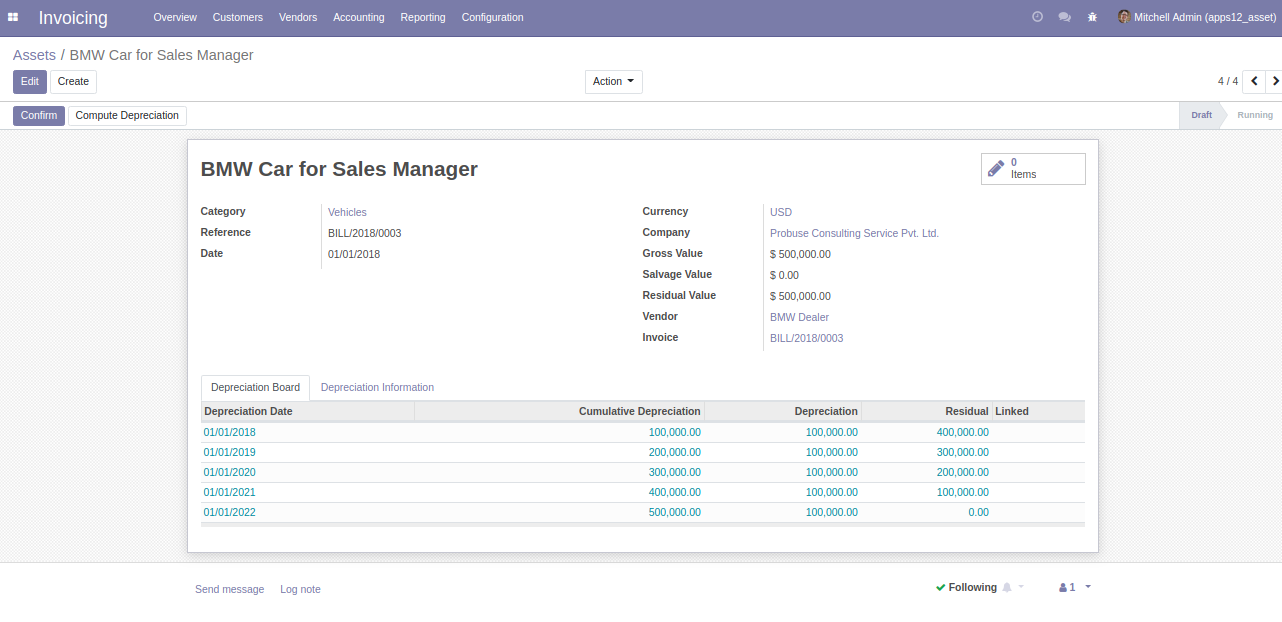 Invoicing Overview Customers Vendors Accounting Reporting Configuration Mitchell Admin (apps12_asset)
Assets / BMW Car for Sales Manager
Edit Create Action 4 / 4
Confirm Compute Depreciation Draft Running
BMW Car for Sales Manager
0
Items
Category Vehicles
Reference BILL/2018/0003
Date 01/01/2018
Currency USD
Company Probuse Consulting Service Pvt. Ltd.
Gross Value $ 500,000.00
Salvage Value $ 0.00
Residual Value $ 500,000.00
Vendor BMW Dealer
Invoice BILL/2018/0003
Depreciation Board Depreciation Information
Depreciation Date Cumulative Depreciation Depreciation Residual Linked
01/01/2018 100,000.00 100,000.00 400,000.00
01/01/2019 200,000.00 100,000.00 300,000.00
01/01/2020 300,000.00 100,000.00 200,000.00
01/01/2021 400,000.00 100,000.00 100,000.00
01/01/2022 500,000.00 100,000.00 0.00
Send message Log note Following 1